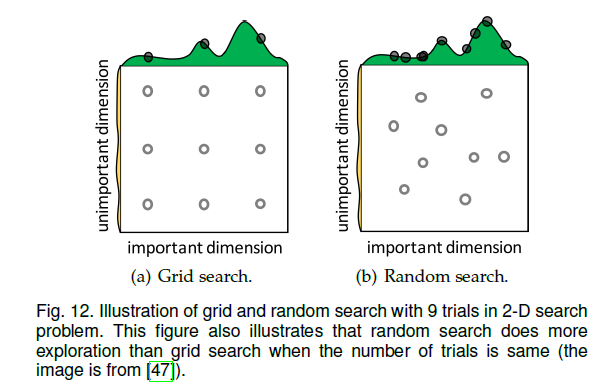 unimportant dimension
important dimension
(a) Grid search.
unimportant dimension
important dimension
(b) Random search.
Fig. 12. Illustration of grid and random search with 9 trials in 2-D search
problem. This figure also illustrates that random search does more
exploration than grid search when the number of trials is same (the
image is from [47]).